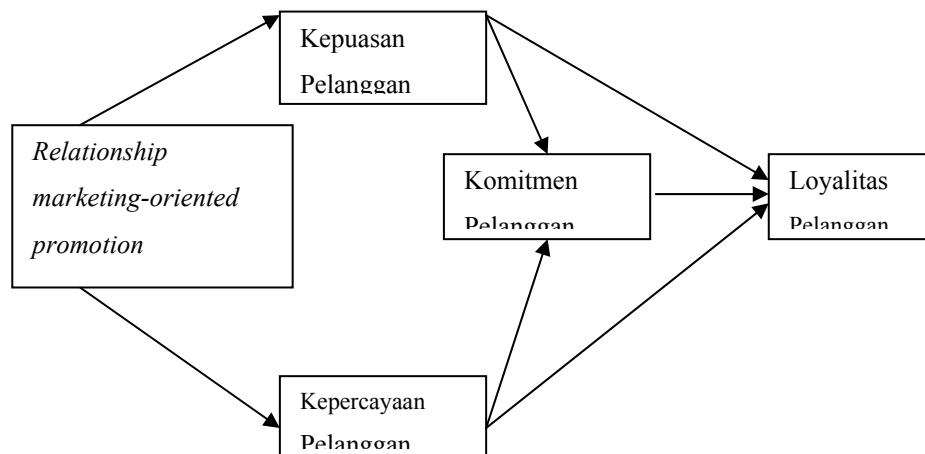 Kepuasan
Pelanggan
Relationship
marketing-oriented
promotion
Komitmen
Pelanggan
Loyalitas
Pelanggan
Kepercayaan
Pelanggan